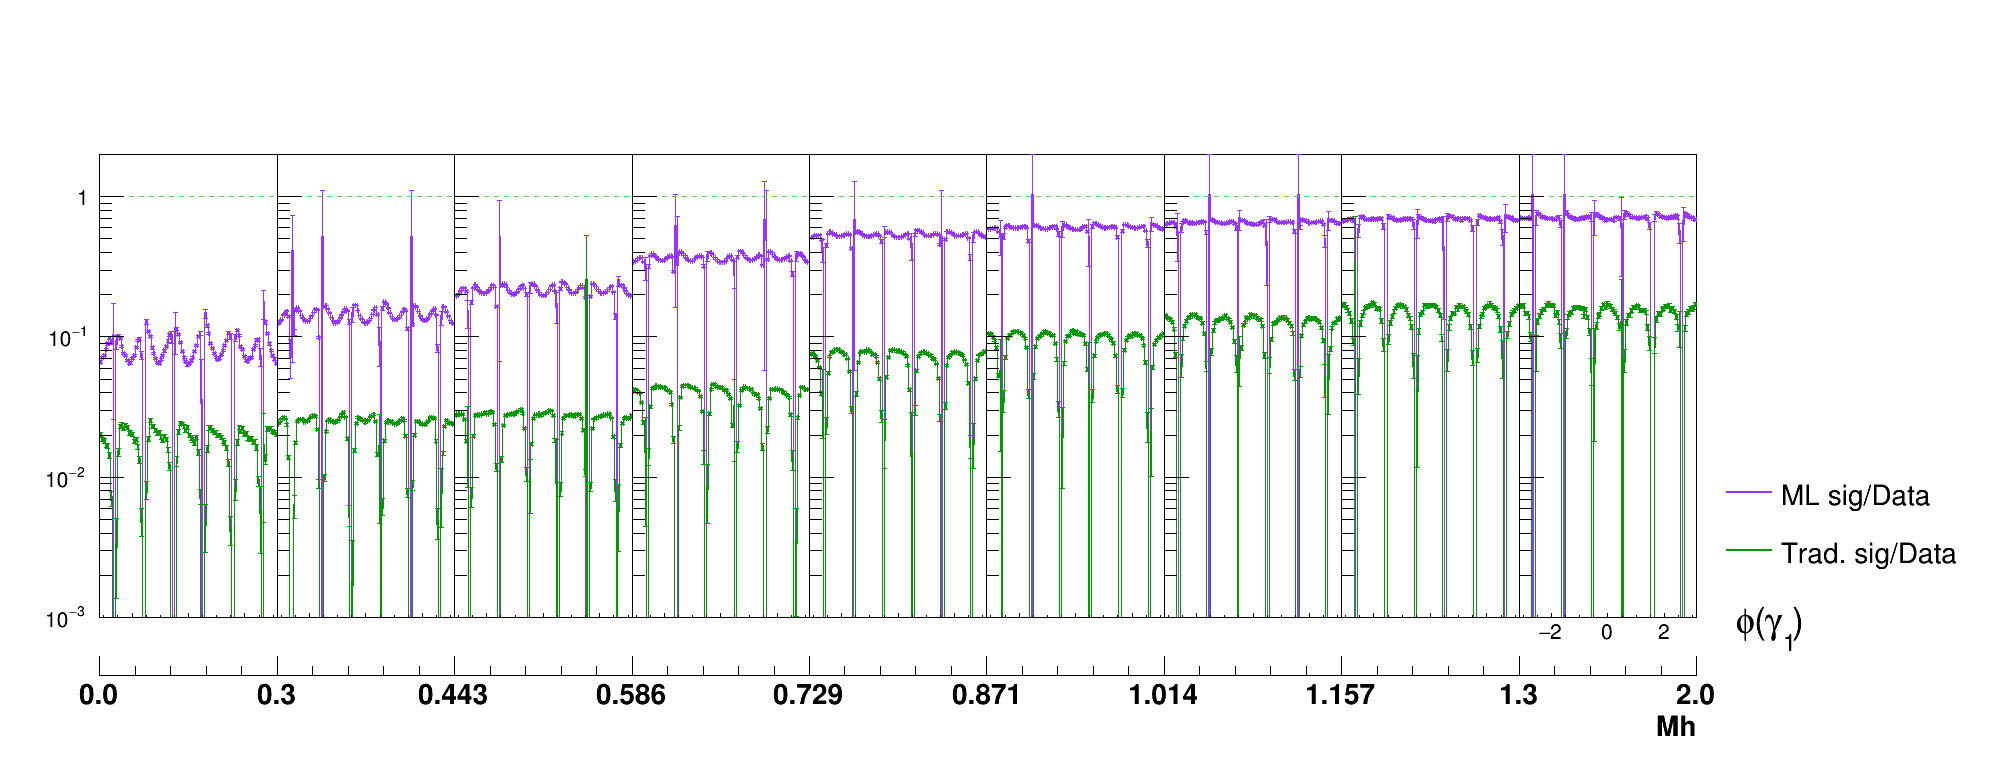 1
10⁻¹
10⁻²
10⁻³
ML sig/Data
Trad. sig/Data
−2 0 2
ϕ(γ₁)
0.0 0.3 0.443 0.586 0.729 0.871 1.014 1.157 1.3 2.0
Mh